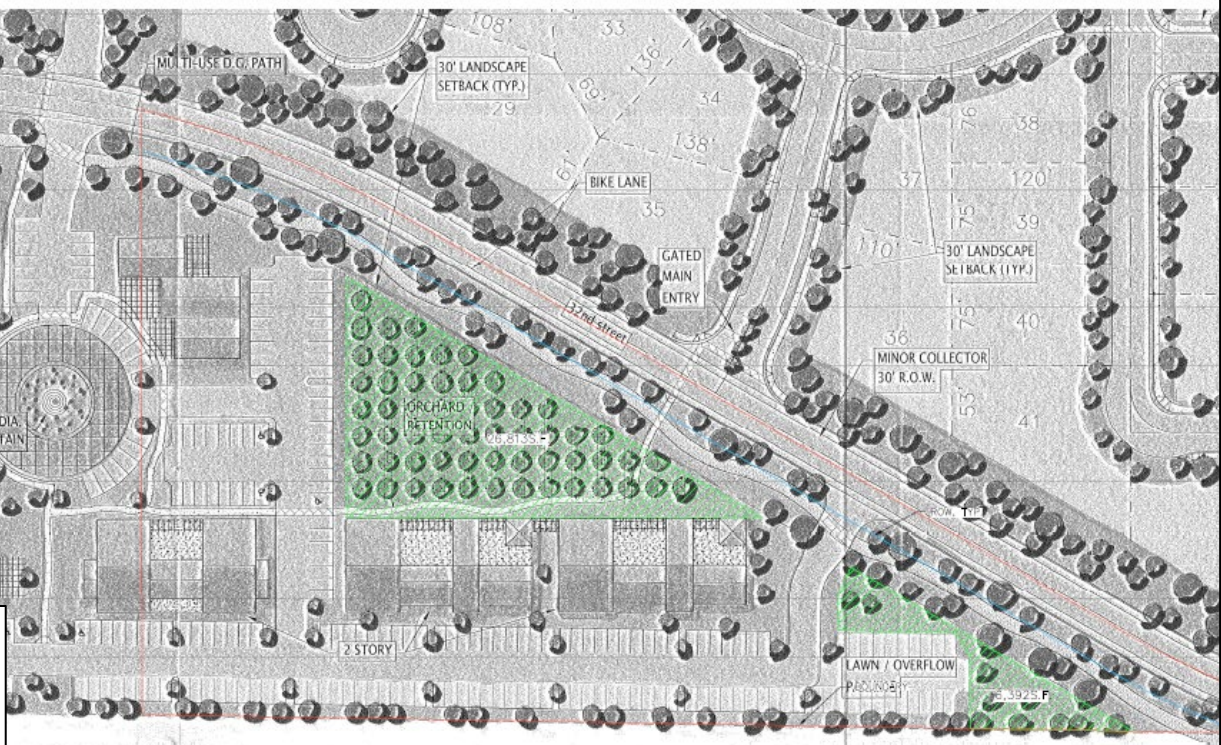 108'
33
MULTI-USE D.G. PATH
30' LANDSCAPE
SETBACK (TYP.)
136'
69'
29
34
76'
38
138'
61'
BIKE LANE
37
120
35
75'
39
110'
GATED
MAIN
ENTRY
30' LANDSCAPE
SETBACK (TYP.)
32nd street
75'
40
36
MINOR COLLECTOR
30' R.O.W.
53'
41
DIA.
TAIN
ORCHARD
RETENTION
ROW, TYP
2 STORY
LAWN / OVERFLOW